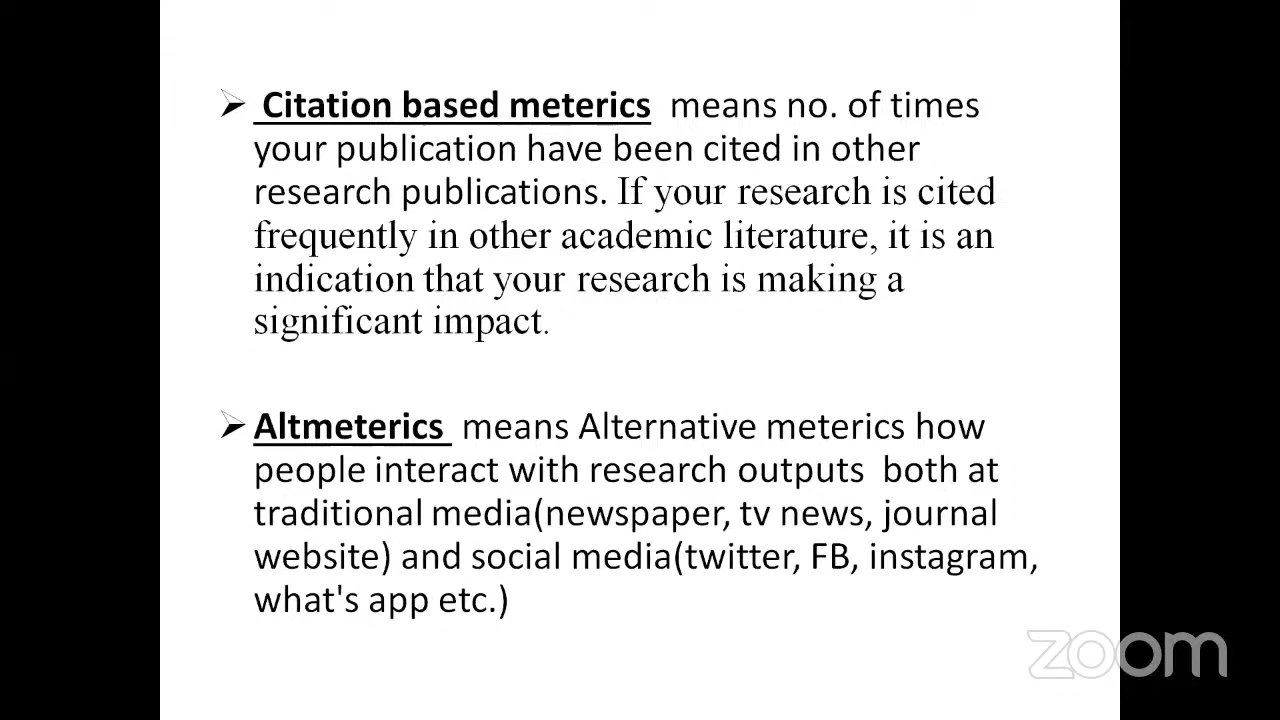 ➢ Citation based meterics means no. of times
your publication have been cited in other
research publications. If your research is cited
frequently in other academic literature, it is an
indication that your research is making a
significant impact.
➢ Altmeterics means Alternative meterics how
people interact with research outputs both at
traditional media(newspaper, tv news, journal
website) and social media(twitter, FB, instagram,
what's app etc.)
zoom